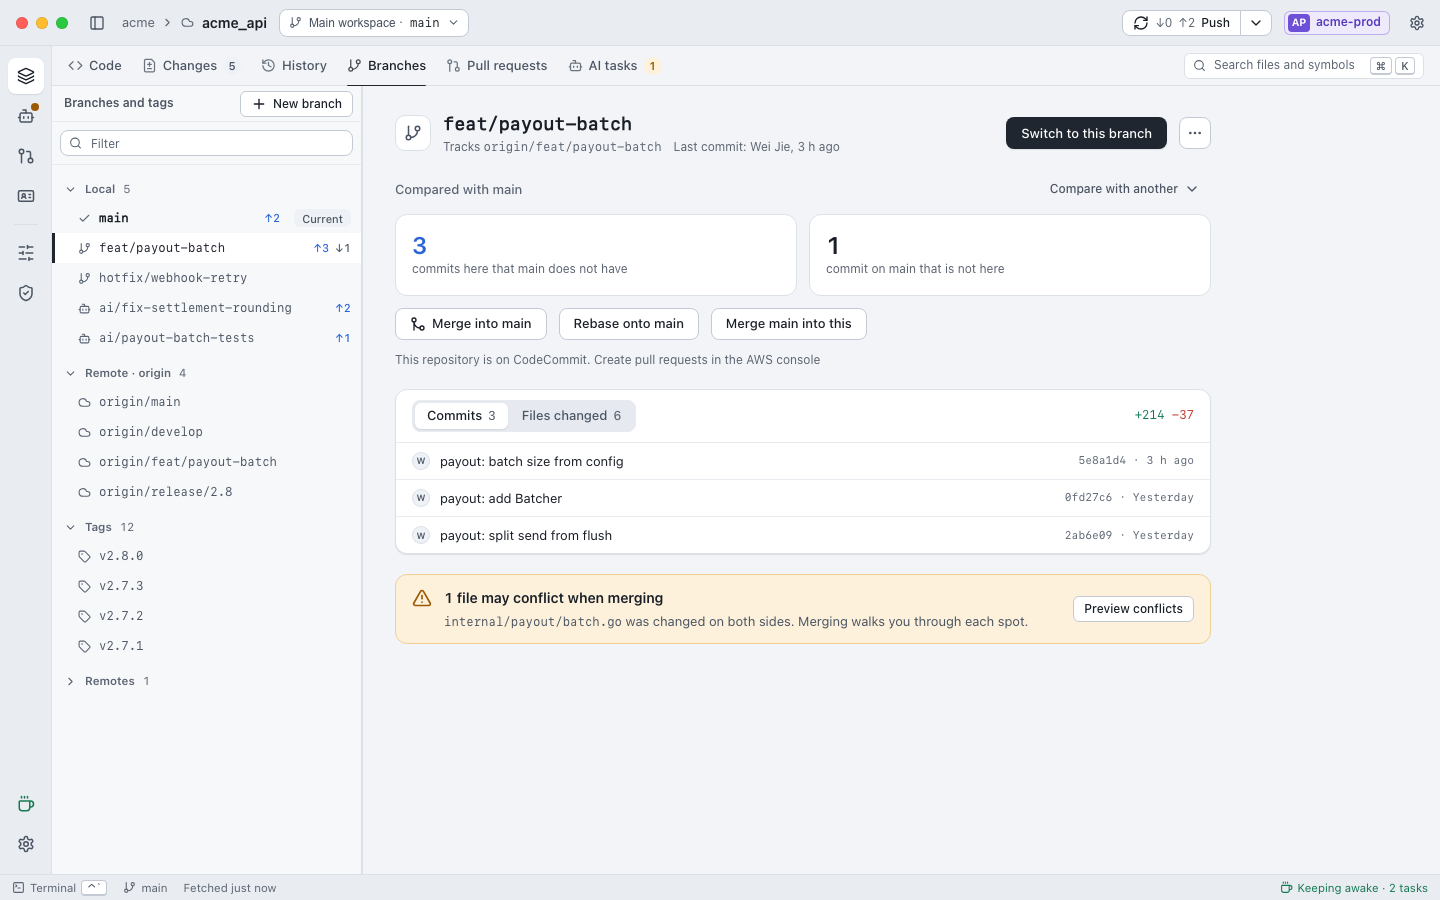 acme
acme_api
Main workspace · main
↓0 ↑2 Push
AP acme-prod
Code
Changes 5
History
Branches
Pull requests
AI tasks 1
Search files and symbols ⌘ K
Branches and tags
New branch
Filter
Local 5
main ↑2 Current
feat/payout-batch ↑3 ↓1
hotfix/webhook-retry
ai/fix-settlement-rounding ↑2
ai/payout-batch-tests ↑1
Remote · origin 4
origin/main
origin/develop
origin/feat/payout-batch
origin/release/2.8
Tags 12
v2.8.0
v2.7.3
v2.7.2
v2.7.1
Remotes 1
feat/payout-batch
Tracks origin/feat/payout-batch Last commit: Wei Jie, 3 h ago
Switch to this branch
Compared with main
Compare with another
3
commits here that main does not have
1
commit on main that is not here
Merge into main
Rebase onto main
Merge main into this
This repository is on CodeCommit. Create pull requests in the AWS console
Commits 3
Files changed 6
+214 −37
W payout: batch size from config 5e8a1d4 · 3 h ago
W payout: add Batcher 0fd27c6 · Yesterday
W payout: split send from flush 2ab6e09 · Yesterday
1 file may conflict when merging
internal/payout/batch.go was changed on both sides. Merging walks you through each spot.
Preview conflicts
Terminal ⌃`
main
Fetched just now
Keeping awake · 2 tasks